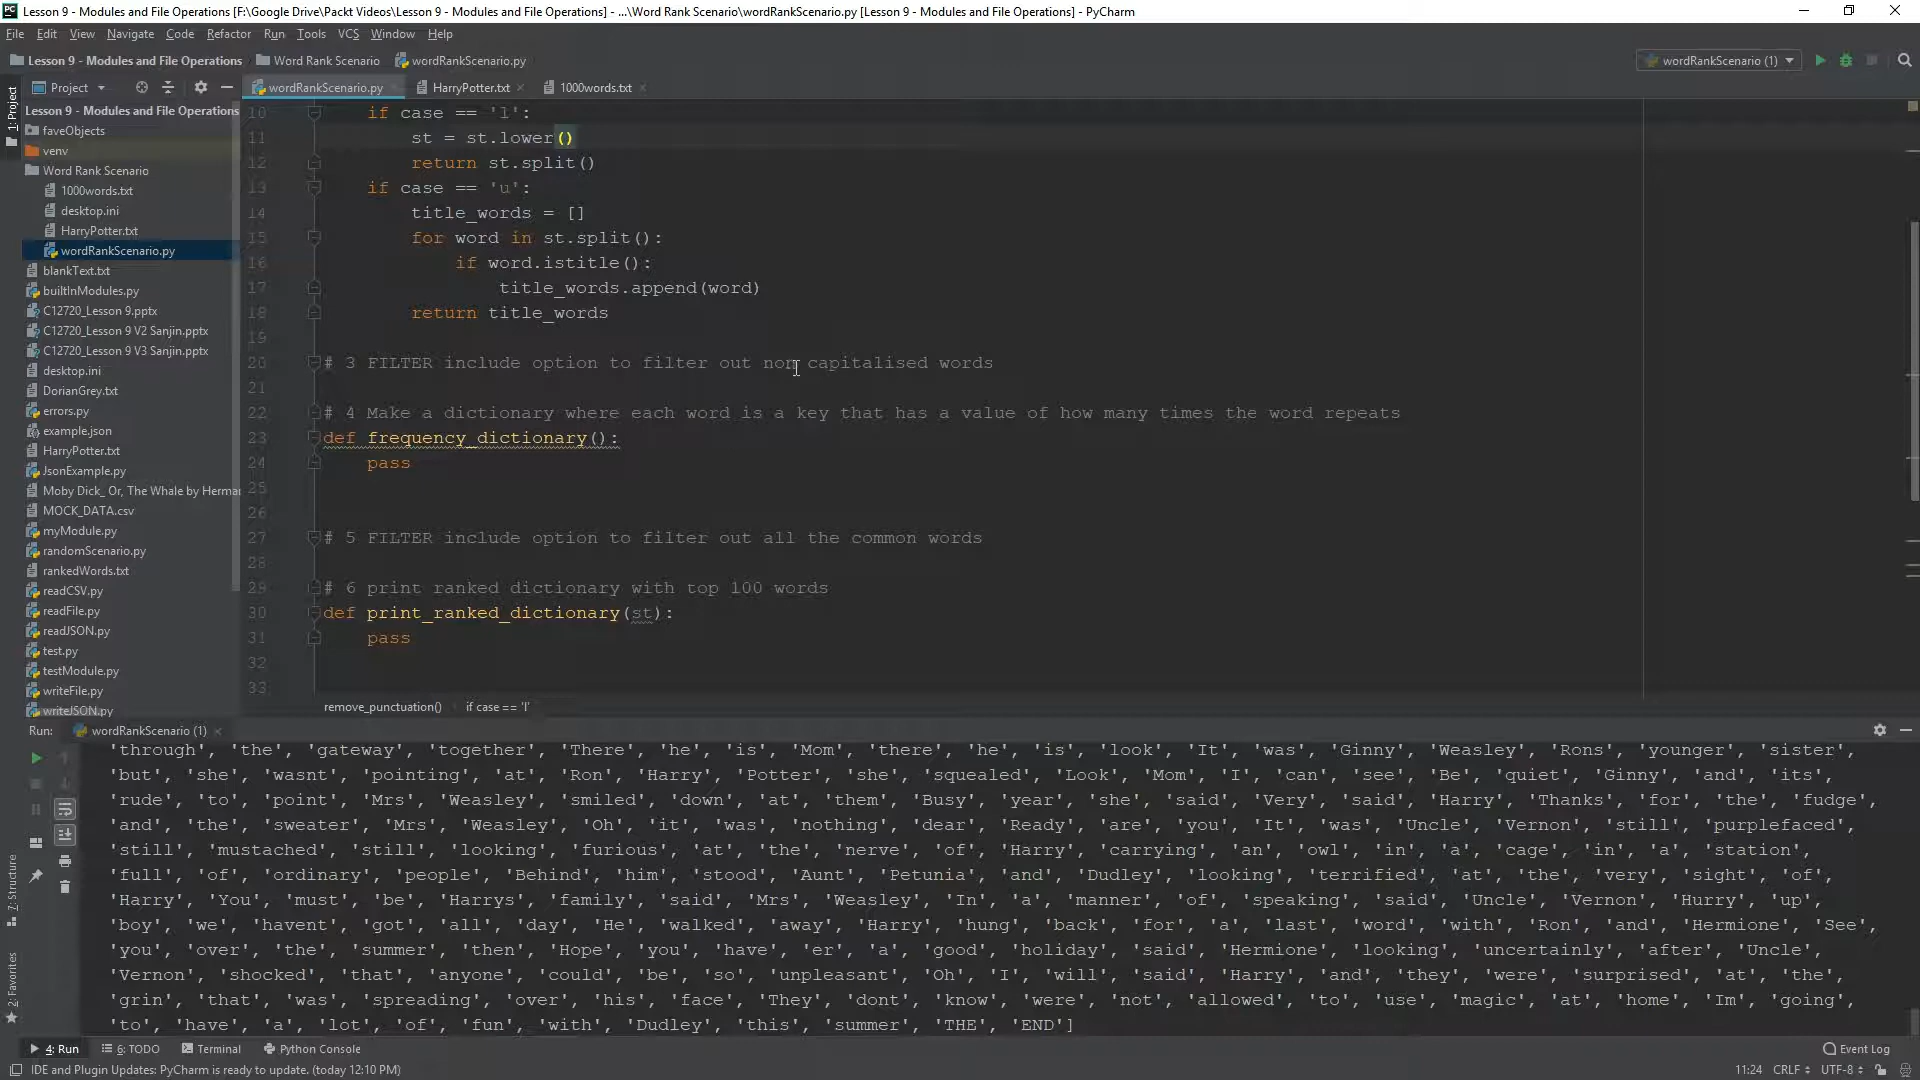 Lesson 9 - Modules and File Operations [F:\Google Drive\Packt Videos\Lesson 9 - Modules and File Operations] - ...\Word Rank Scenario\wordRankScenario.py [Lesson 9 - Modules and File Operations] - PyCharm
File Edit View Navigate Code Refactor Run Tools VCS Window Help
Lesson 9 - Modules and File Operations Word Rank Scenario wordRankScenario.py wordRankScenario (1)
Project wordRankScenario.py HarryPotter.txt 1000words.txt
1: Project
Lesson 9 - Modules and File Operations
faveObjects
venv
Word Rank Scenario
1000words.txt
desktop.ini
HarryPotter.txt
wordRankScenario.py
blankText.txt
builtInModules.py
C12720_Lesson 9.pptx
C12720_Lesson 9 V2 Sanjin.pptx
C12720_Lesson 9 V3 Sanjin.pptx
desktop.ini
DorianGrey.txt
errors.py
example.json
HarryPotter.txt
JsonExample.py
Moby Dick_ Or, The Whale by Herma
MOCK_DATA.csv
myModule.py
randomScenario.py
rankedWords.txt
readCSV.py
readFile.py
readJSON.py
test.py
testModule.py
writeFile.py
writeJSON.py
10 if case == 'l':
11 st = st.lower()
12 return st.split()
13 if case == 'u':
14 title_words = []
15 for word in st.split():
16 if word.istitle():
17 title_words.append(word)
18 return title_words
19
20 # 3 FILTER include option to filter out non capitalised words
21
22 # 4 Make a dictionary where each word is a key that has a value of how many times the word repeats
23 def frequency_dictionary():
24 pass
25
26
27 # 5 FILTER include option to filter out all the common words
28
29 # 6 print ranked dictionary with top 100 words
30 def print_ranked_dictionary(st):
31 pass
32
33
remove_punctuation() if case == 'l'
Run: wordRankScenario (1)
'through', 'the', 'gateway', 'together', 'There', 'he', 'is', 'Mom', 'there', 'he', 'is', 'look', 'It', 'was', 'Ginny', 'Weasley', 'Rons', 'younger', 'sister',
'but', 'she', 'wasnt', 'pointing', 'at', 'Ron', 'Harry', 'Potter', 'she', 'squealed', 'Look', 'Mom', 'I', 'can', 'see', 'Be', 'quiet', 'Ginny', 'and', 'its',
'rude', 'to', 'point', 'Mrs', 'Weasley', 'smiled', 'down', 'at', 'them', 'Busy', 'year', 'she', 'said', 'Very', 'said', 'Harry', 'Thanks', 'for', 'the', 'fudge',
'and', 'the', 'sweater', 'Mrs', 'Weasley', 'Oh', 'it', 'was', 'nothing', 'dear', 'Ready', 'are', 'you', 'It', 'was', 'Uncle', 'Vernon', 'still', 'purplefaced',
'still', 'mustached', 'still', 'looking', 'furious', 'at', 'the', 'nerve', 'of', 'Harry', 'carrying', 'an', 'owl', 'in', 'a', 'cage', 'in', 'a', 'station',
'full', 'of', 'ordinary', 'people', 'Behind', 'him', 'stood', 'Aunt', 'Petunia', 'and', 'Dudley', 'looking', 'terrified', 'at', 'the', 'very', 'sight', 'of',
'Harry', 'You', 'must', 'be', 'Harrys', 'family', 'said', 'Mrs', 'Weasley', 'In', 'a', 'manner', 'of', 'speaking', 'said', 'Uncle', 'Vernon', 'Hurry', 'up',
'boy', 'we', 'havent', 'got', 'all', 'day', 'He', 'walked', 'away', 'Harry', 'hung', 'back', 'for', 'a', 'last', 'word', 'with', 'Ron', 'and', 'Hermione', 'See',
'you', 'over', 'the', 'summer', 'then', 'Hope', 'you', 'have', 'er', 'a', 'good', 'holiday', 'said', 'Hermione', 'looking', 'uncertainly', 'after', 'Uncle',
'Vernon', 'shocked', 'that', 'anyone', 'could', 'be', 'so', 'unpleasant', 'Oh', 'I', 'will', 'said', 'Harry', 'and', 'they', 'were', 'surprised', 'at', 'the',
'grin', 'that', 'was', 'spreading', 'over', 'his', 'face', 'They', 'dont', 'know', 'were', 'not', 'allowed', 'to', 'use', 'magic', 'at', 'home', 'Im', 'going',
'to', 'have', 'a', 'lot', 'of', 'fun', 'with', 'Dudley', 'this', 'summer', 'THE', 'END']
7: Structure
2: Favorites
4: Run 6: TODO Terminal Python Console Event Log
IDE and Plugin Updates: PyCharm is ready to update. (today 12:10 PM) 11:24 CRLF UTF-8